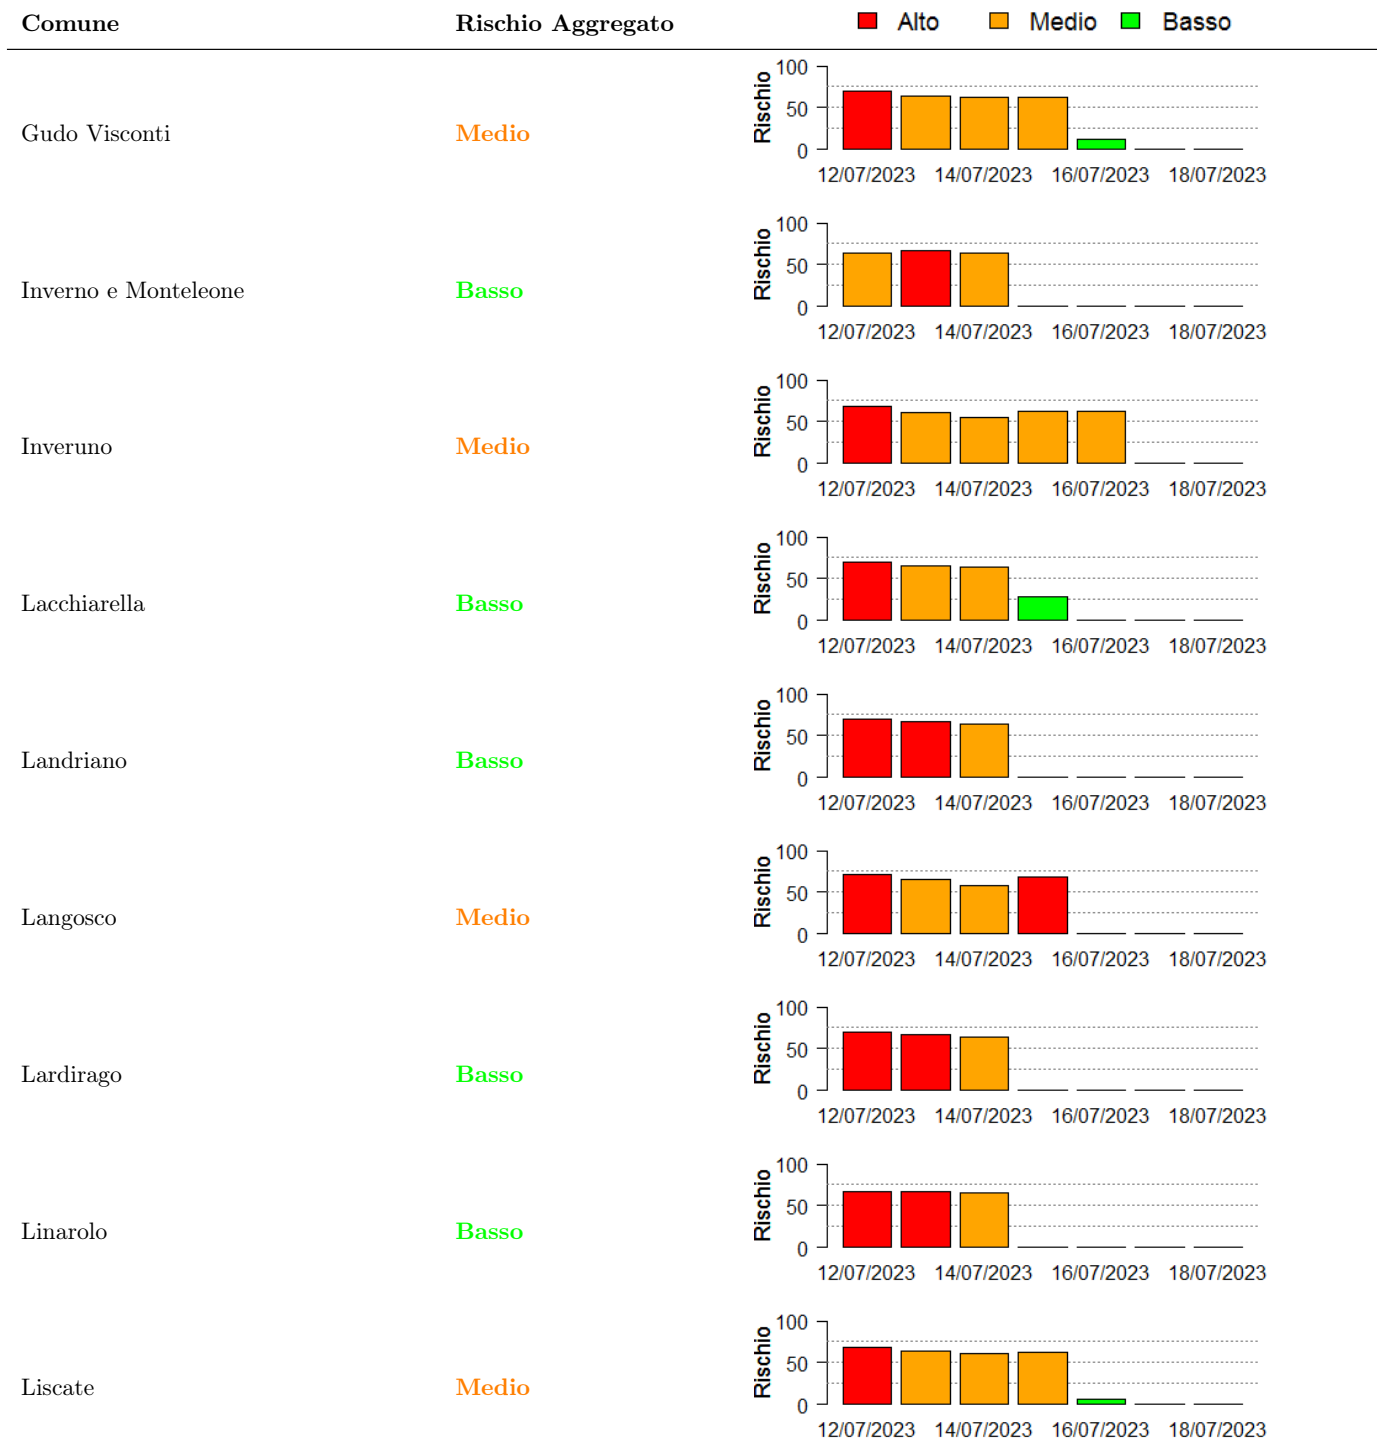 Comune Rischio Aggregato Alto Medio Basso
100
50
0
Rischio
Gudo Visconti Medio
12/07/2023 14/07/2023 16/07/2023 18/07/2023
100
50
0
Rischio
Inverno e Monteleone Basso
12/07/2023 14/07/2023 16/07/2023 18/07/2023
100
50
0
Rischio
Inveruno Medio
12/07/2023 14/07/2023 16/07/2023 18/07/2023
100
50
0
Rischio
Lacchiarella Basso
12/07/2023 14/07/2023 16/07/2023 18/07/2023
100
50
0
Rischio
Landriano Basso
12/07/2023 14/07/2023 16/07/2023 18/07/2023
100
50
0
Rischio
Langosco Medio
12/07/2023 14/07/2023 16/07/2023 18/07/2023
100
50
0
Rischio
Lardirago Basso
12/07/2023 14/07/2023 16/07/2023 18/07/2023
100
50
0
Rischio
Linarolo Basso
12/07/2023 14/07/2023 16/07/2023 18/07/2023
100
50
0
Rischio
Liscate Medio
12/07/2023 14/07/2023 16/07/2023 18/07/2023